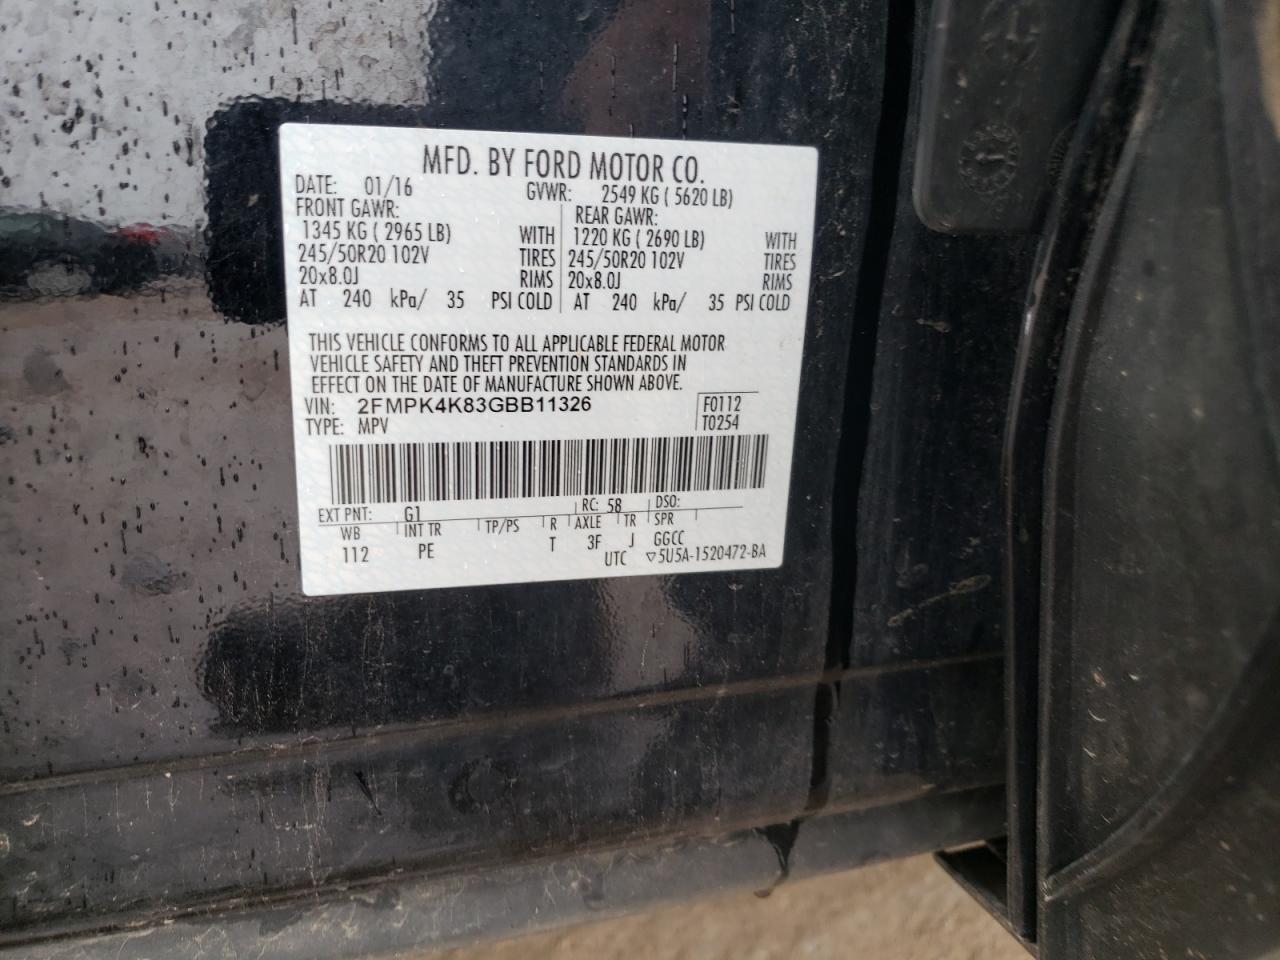 MFD. BY FORD MOTOR CO.
DATE: 01/16 GVWR: 2549 KG ( 5620 LB)
FRONT GAWR: REAR GAWR:
1345 KG ( 2965 LB) WITH 1220 KG ( 2690 LB) WITH
245/50R20 102V TIRES 245/50R20 102V TIRES
20x8.0J RIMS 20x8.0J RIMS
AT 240 kPa/ 35 PSI COLD AT 240 kPa/ 35 PSI COLD
THIS VEHICLE CONFORMS TO ALL APPLICABLE FEDERAL MOTOR
VEHICLE SAFETY AND THEFT PREVENTION STANDARDS IN
EFFECT ON THE DATE OF MANUFACTURE SHOWN ABOVE.
VIN: 2FMPK4K83GBB11326 F0112
TYPE: MPV T0254
EXT PNT: G1 RC: 58 DSO:
WB INT TR TP/PS R AXLE TR SPR
112 PE T 3F J GGCC
UTC ▽5U5A-1520472-BA